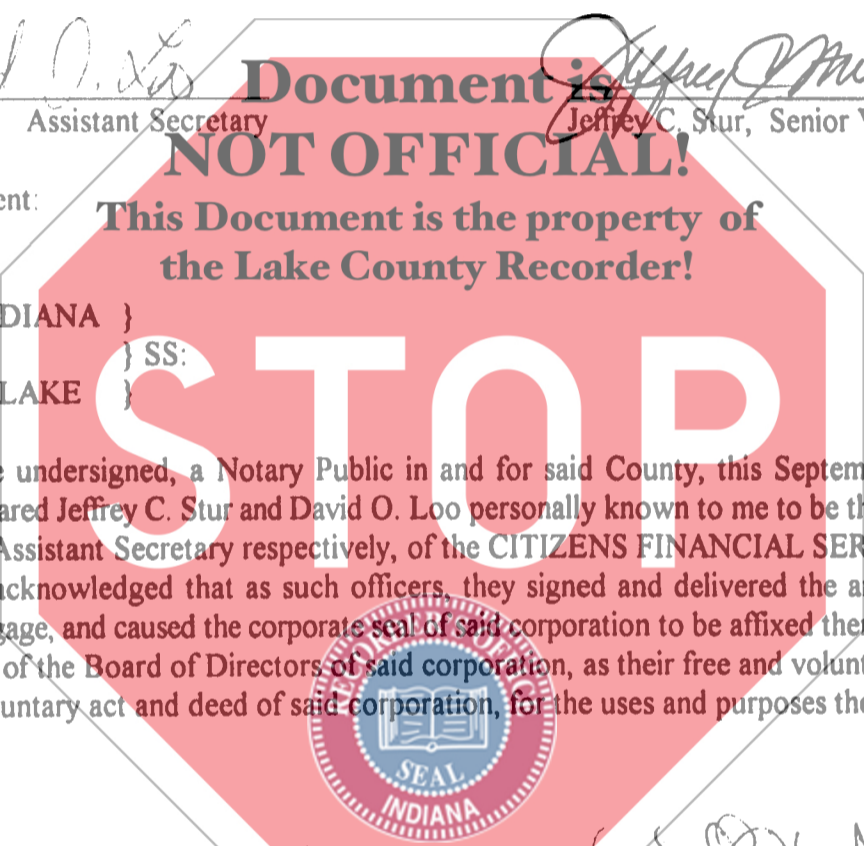 Document is
Assistant Secretary Jeffrey C. Stur, Senior V
NOT OFFICIAL!
ent:
This Document is the property of
the Lake County Recorder!
DIANA }
} SS:
LAKE }
STOP
e undersigned, a Notary Public in and for said County, this Septem
ared Jeffrey C. Stur and David O. Loo personally known to me to be th
Assistant Secretary respectively, of the CITIZENS FINANCIAL SER
acknowledged that as such officers, they signed and delivered the a
gage, and caused the corporate seal of said corporation to be affixed ther
of the Board of Directors of said corporation, as their free and volunt
untary act and deed of said corporation, for the uses and purposes the
SEAL
INDIANA